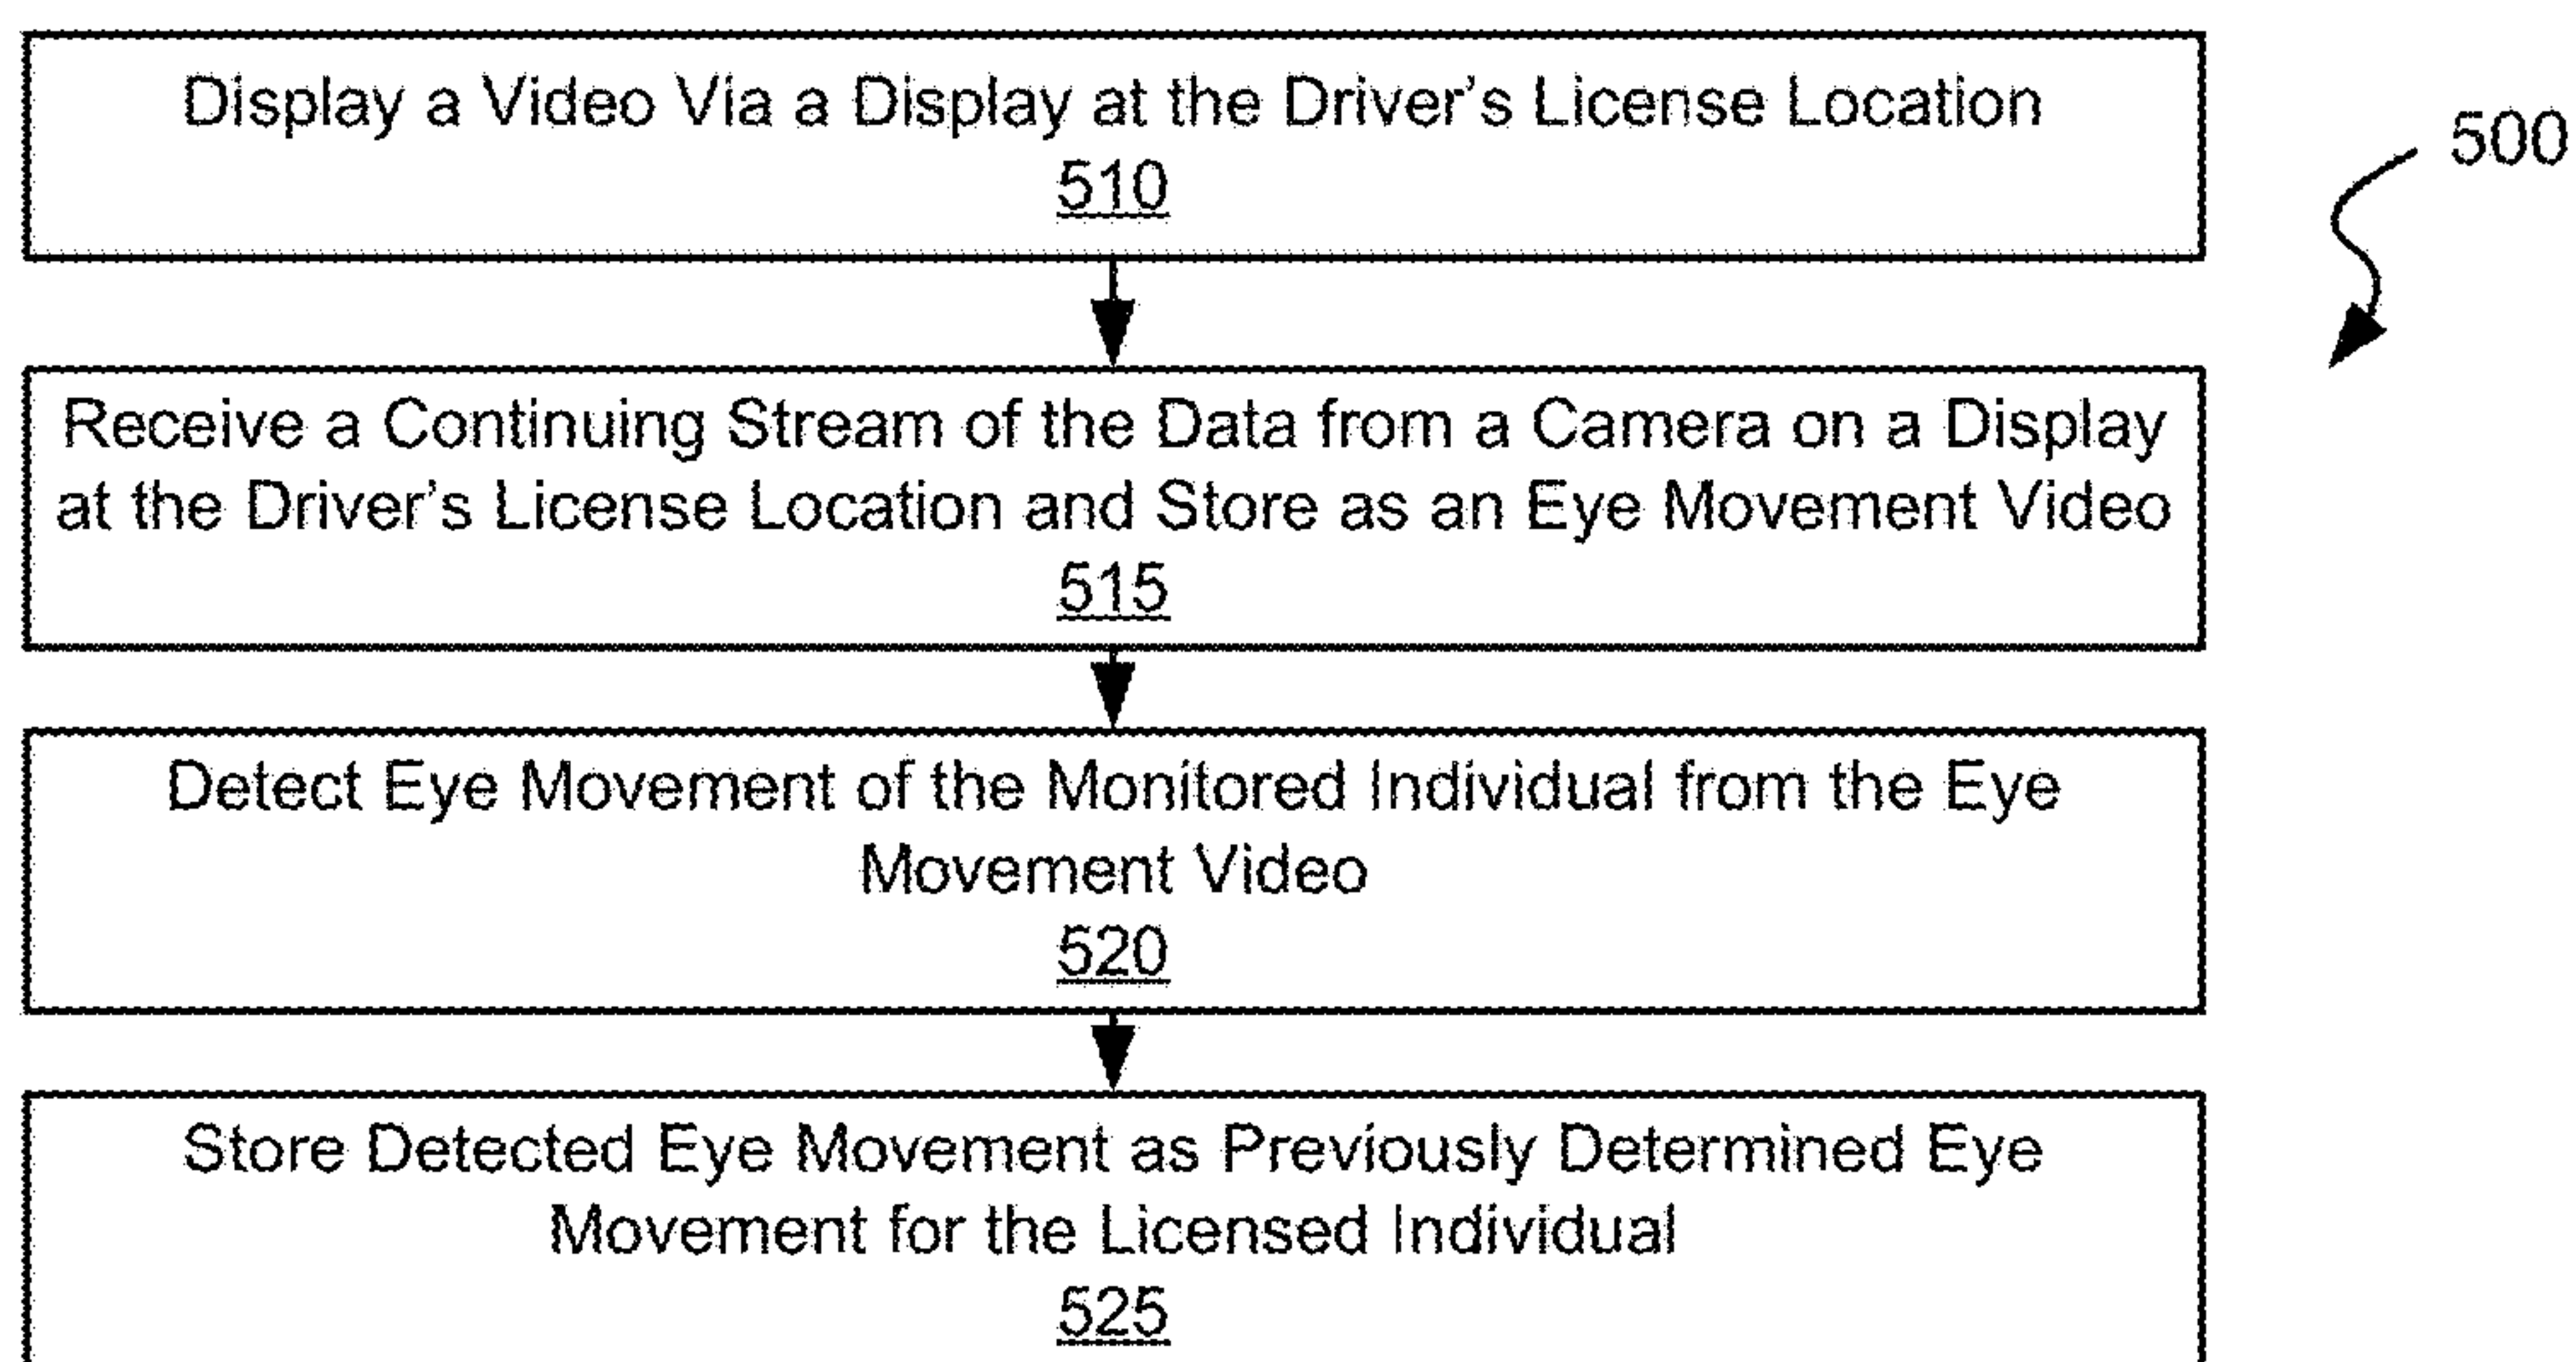 Display a Video Via a Display at the Driver's License Location
510
500
Receive a Continuing Stream of the Data from a Camera on a Display
at the Driver's License Location and Store as an Eye Movement Video
515
Detect Eye Movement of the Monitored Individual from the Eye
Movement Video
520
Store Detected Eye Movement as Previously Determined Eye
Movement for the Licensed Individual
525